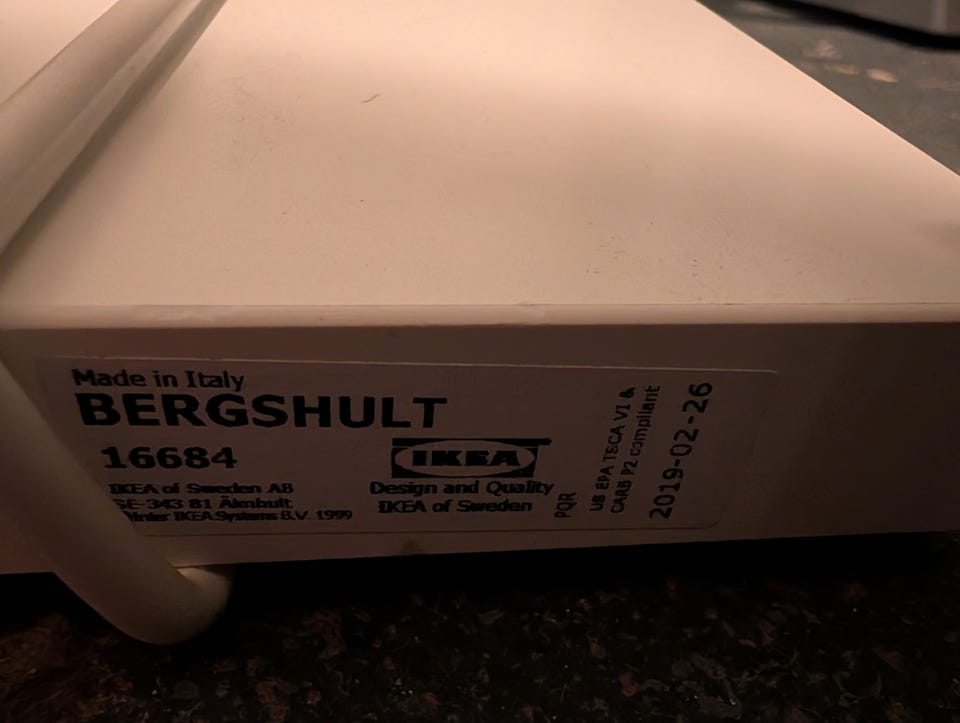 Made in Italy
BERGSHULT
16684
IKEA of Sweden AB
SE-343 81 Älmhult
Inter IKEA Systems B.V. 1999
IKEA
Design and Quality
IKEA of Sweden
PQR
US EPA TSCA VI &
CARB P2 compliant
2019-02-26